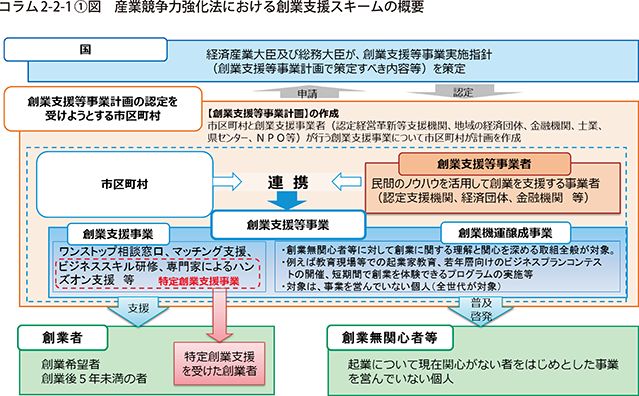 コラム2-2-1①図　産業競争力強化法における創業支援スキームの概要
国
経済産業大臣及び総務大臣が、創業支援等事業実施指針
（創業支援等事業計画で策定すべき内容等）を策定
申請
認定
創業支援等事業計画の認定を
受けようとする市区町村
【創業支援等事業計画】の作成
市区町村と創業支援事業者（認定経営革新等支援機関、地域の経済団体、金融機関、士業、
県センター、ＮＰＯ等）が行う創業支援事業について市区町村が計画を作成
市区町村
連携
創業支援等事業者
民間のノウハウを活用して創業を支援する事業者
（認定支援機関、経済団体、金融機関　等）
創業支援等事業
創業支援事業
ワンストップ相談窓口、マッチング支援、
ビジネススキル研修、専門家によるハン
ズオン支援　等
特定創業支援事業
創業機運醸成事業
・創業無関心者等に対して創業に関する理解と関心を深める取組全般が対象。
・例えば教育現場等での起業家教育、若年層向けのビジネスプランコンテス
トの開催、短期間で創業を体験できるプログラムの実施等
・対象は、事業を営んでいない個人（全世代が対象）
支援
普及
啓発
創業者
創業希望者
創業後５年未満の者
特定創業支援
を受けた創業者
創業無関心者等
起業について現在関心がない者をはじめとした事業
を営んでいない個人